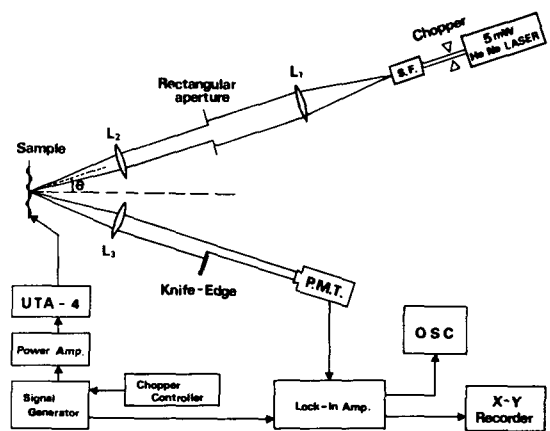 Chopper
5 mW
He Ne LASER
S.F.
Rectangular
aperture
L1
L2
Sample
θ
L3
Knife-Edge
P.M.T.
UTA-4
OSC
Power Amp.
Chopper
Controller
Signal
Generator
Lock-In Amp.
X-Y
Recorder